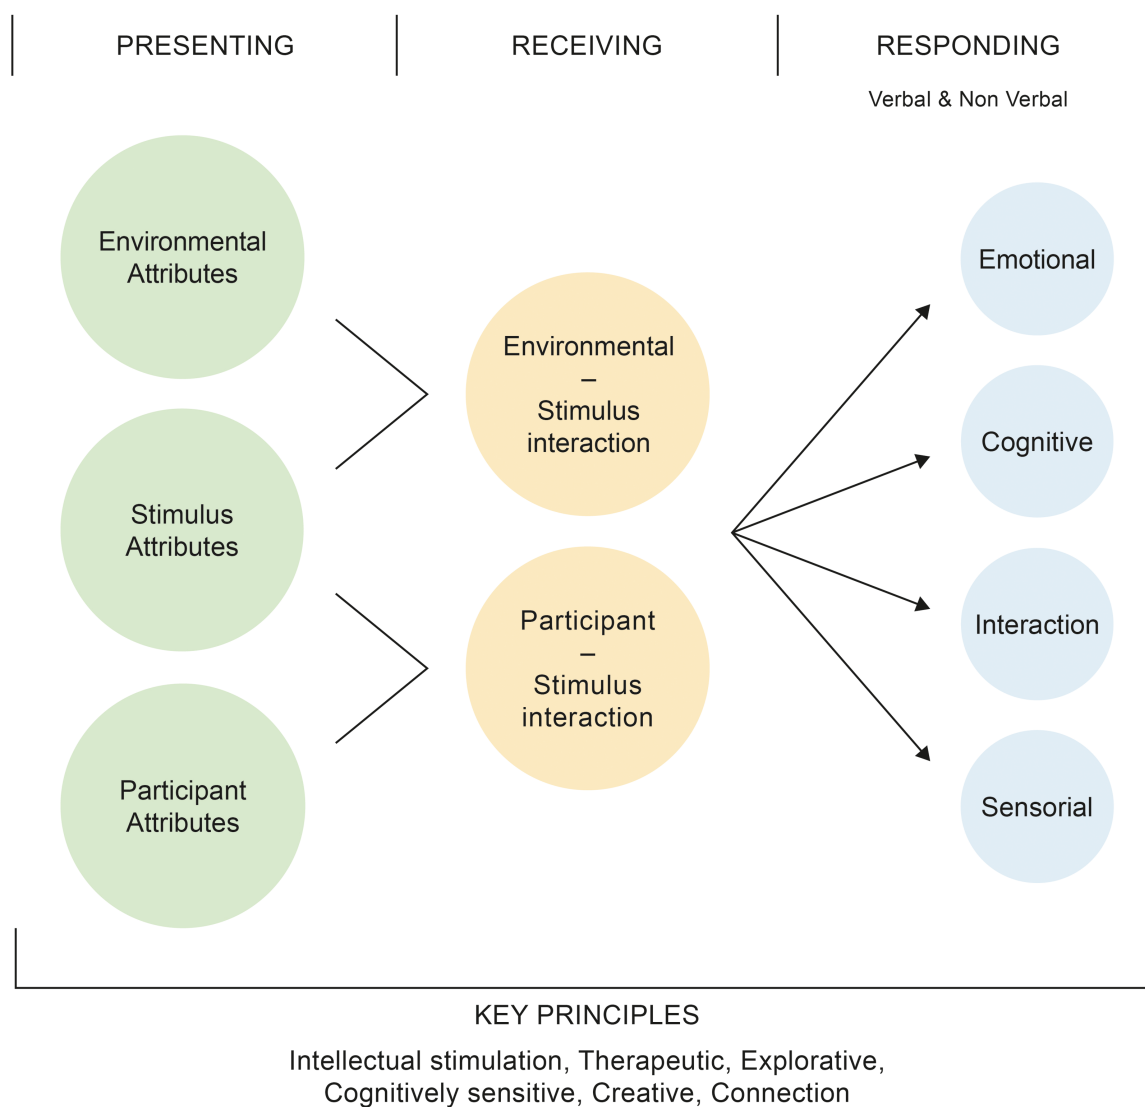 PRESENTING
RECEIVING
RESPONDING
Verbal & Non Verbal
Environmental
Attributes
Stimulus
Attributes
Participant
Attributes
Environmental
–
Stimulus
interaction
Participant
–
Stimulus
interaction
Emotional
Cognitive
Interaction
Sensorial
KEY PRINCIPLES
Intellectual stimulation, Therapeutic, Explorative,
Cognitively sensitive, Creative, Connection